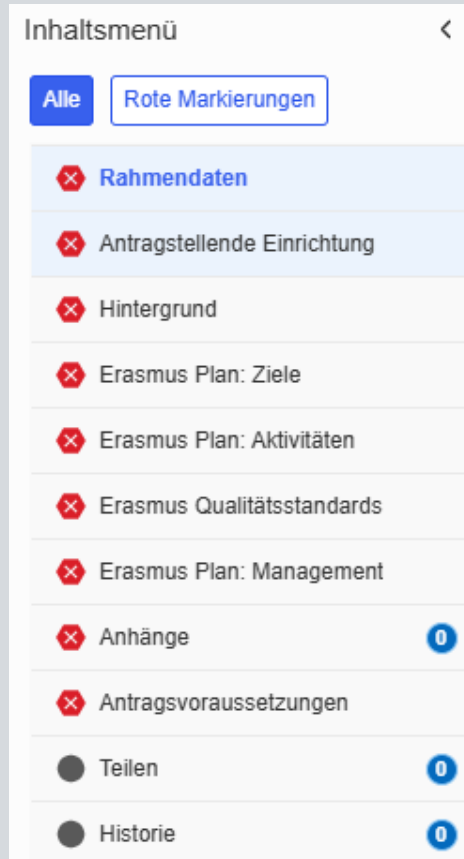 Inhaltsmenü
Alle
Rote Markierungen
Rahmendaten
Antragstellende Einrichtung
Hintergrund
Erasmus Plan: Ziele
Erasmus Plan: Aktivitäten
Erasmus Qualitätsstandards
Erasmus Plan: Management
Anhänge 0
Antragsvoraussetzungen
Teilen 0
Historie 0